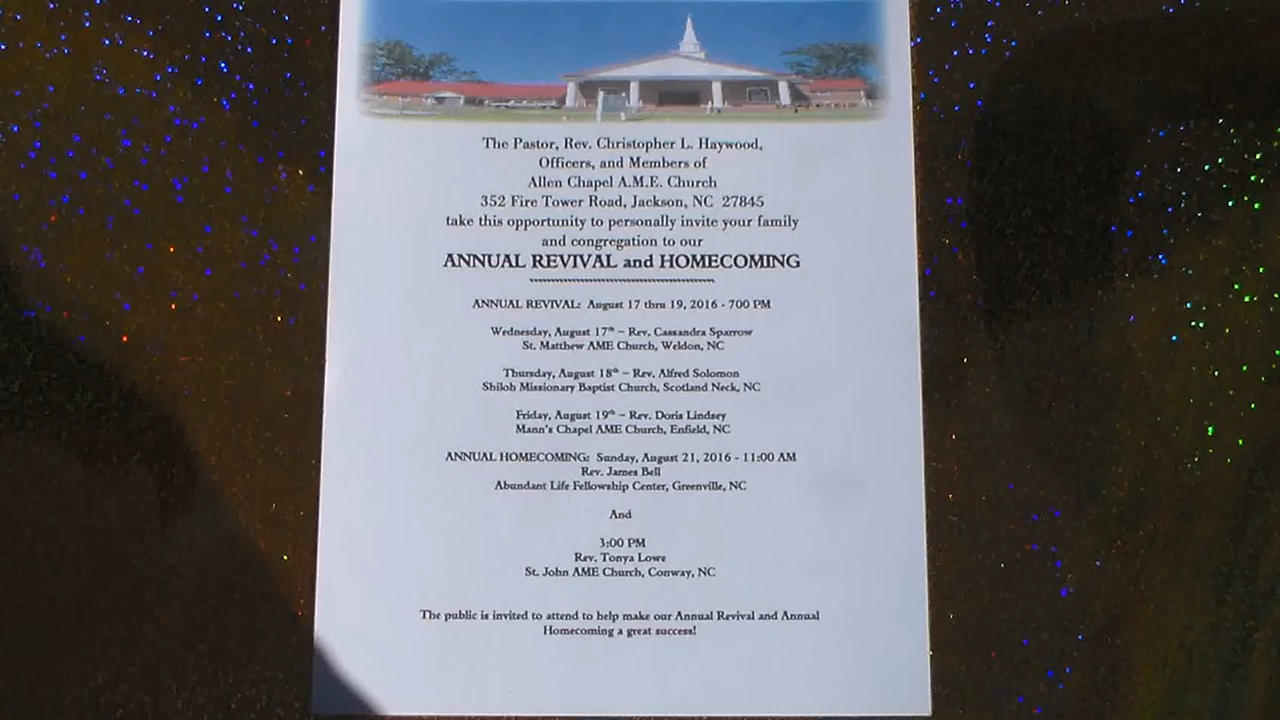 The Pastor, Rev. Christopher L. Haywood,
Officers, and Members of
Allen Chapel A.M.E. Church
352 Fire Tower Road, Jackson, NC 27845
take this opportunity to personally invite your family
and congregation to our
ANNUAL REVIVAL and HOMECOMING
ANNUAL REVIVAL: August 17 thru 19, 2016 - 700 PM
Wednesday, August 17th – Rev. Cassandra Sparrow
St. Matthew AME Church, Weldon, NC
Thursday, August 18th – Rev. Alfred Solomon
Shiloh Missionary Baptist Church, Scotland Neck, NC
Friday, August 19th – Rev. Doris Lindsey
Mann's Chapel AME Church, Enfield, NC
ANNUAL HOMECOMING: Sunday, August 21, 2016 - 11:00 AM
Rev. James Bell
Abundant Life Fellowship Center, Greenville, NC
And
3:00 PM
Rev. Tonya Lowe
St. John AME Church, Conway, NC
The public is invited to attend to help make our Annual Revival and Annual
Homecoming a great success!